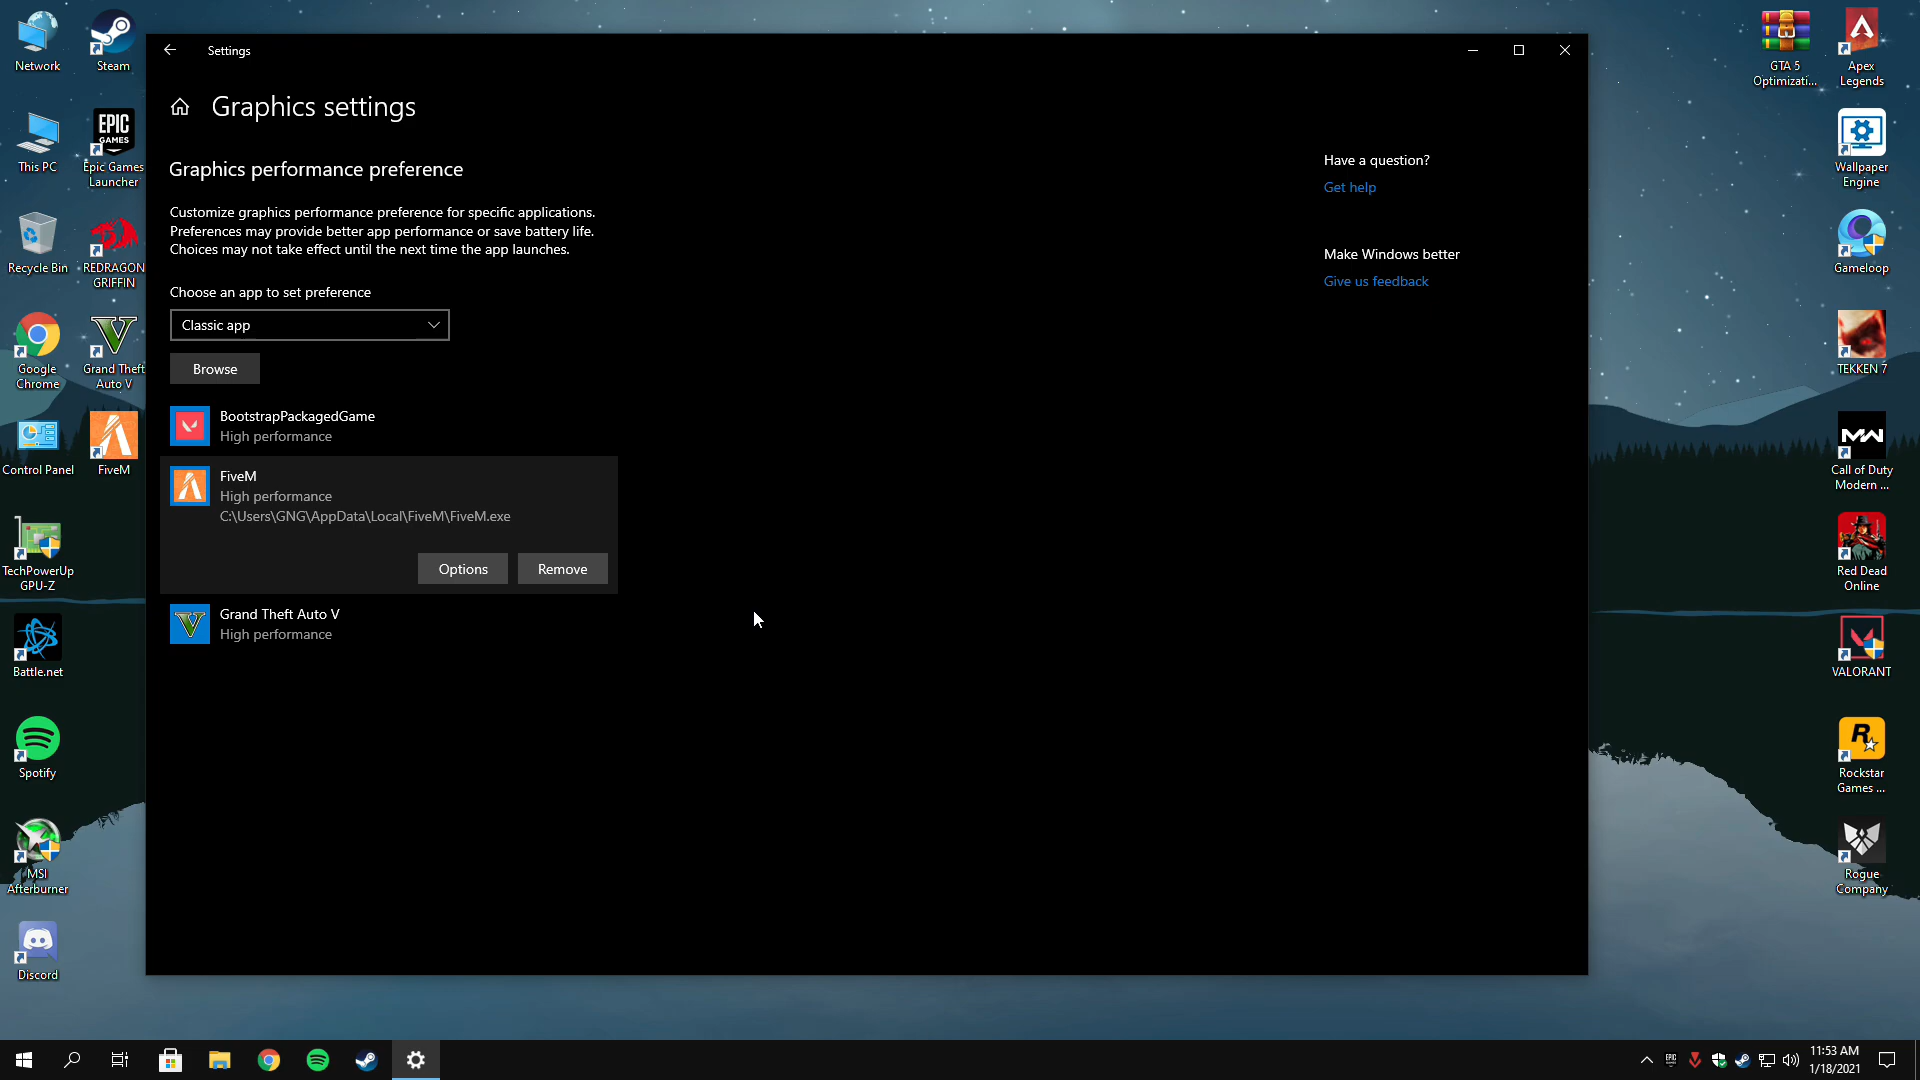 Settings
Graphics settings
Graphics performance preference
Customize graphics performance preference for specific applications.
Preferences may provide better app performance or save battery life.
Choices may not take effect until the next time the app launches.
Choose an app to set preference
Classic app
Browse
BootstrapPackagedGame
High performance
FiveM
High performance
C:\Users\GNG\AppData\Local\FiveM\FiveM.exe
Options
Remove
Grand Theft Auto V
High performance
Have a question?
Get help
Make Windows better
Give us feedback
Network
Steam
This PC
EPIC
GAMES
Epic Games
Launcher
Recycle Bin
REDRAGON
GRIFFIN
Google
Chrome
Grand Theft
Auto V
Control Panel
FiveM
TechPowerUp
GPU-Z
Battle.net
Spotify
MSI
Afterburner
Discord
GTA 5
Optimizati...
Apex
Legends
Wallpaper
Engine
Gameloop
TEKKEN 7
MW
Call of Duty
Modern ...
Red Dead
Online
VALORANT
Rockstar
Games ...
Rogue
Company
11:53 AM
1/18/2021